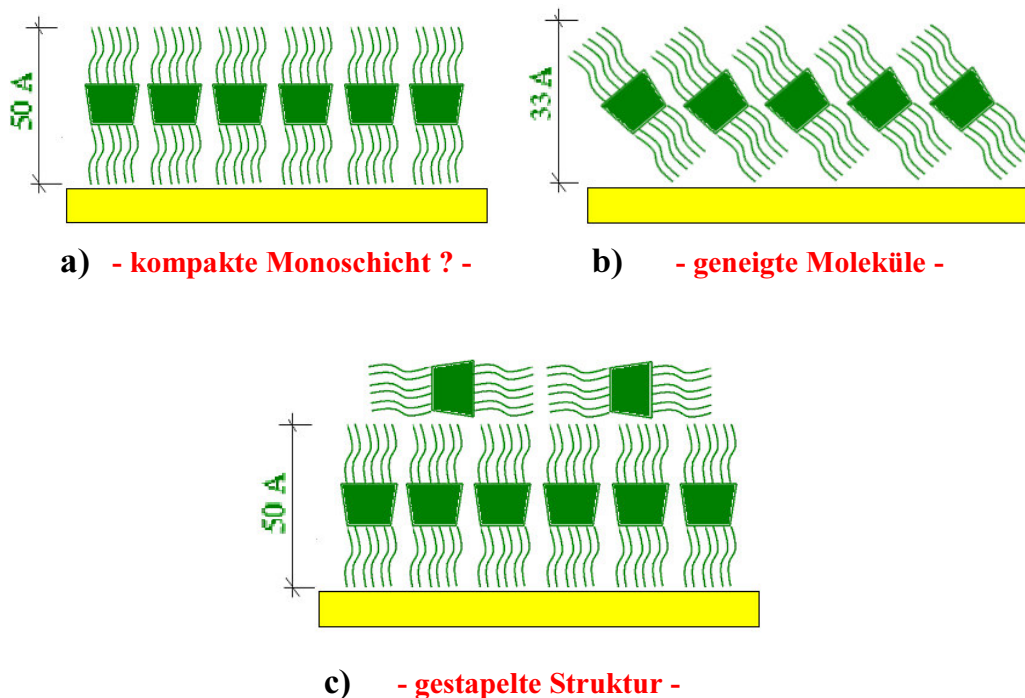 50 A
33 A
a) - kompakte Monoschicht ? -
b) - geneigte Moleküle -
50 A
c) - gestapelte Struktur -